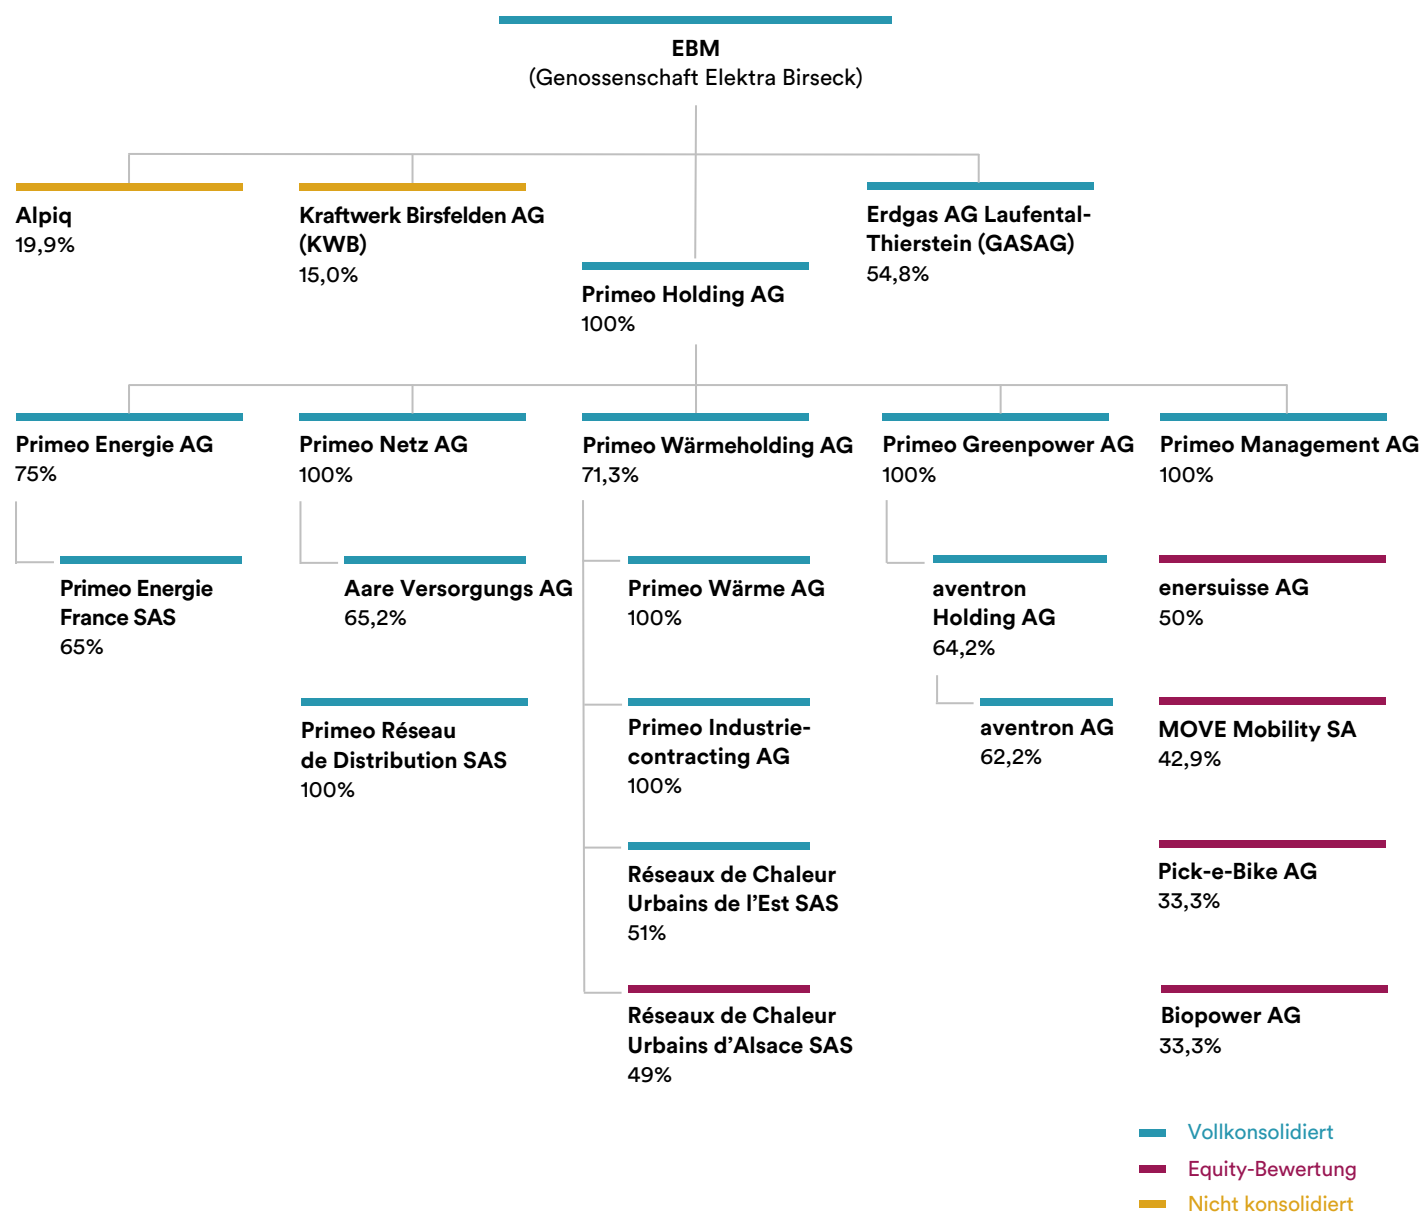 EBM
(Genossenschaft Elektra Birseck)
Alpiq
19,9%
Kraftwerk Birsfelden AG
(KWB)
15,0%
Erdgas AG Laufental-
Thierstein (GASAG)
54,8%
Primeo Holding AG
100%
Primeo Energie AG
75%
Primeo Netz AG
100%
Primeo Wärmeholding AG
71,3%
Primeo Greenpower AG
100%
Primeo Management AG
100%
Primeo Energie
France SAS
65%
Aare Versorgungs AG
65,2%
Primeo Wärme AG
100%
aventron
Holding AG
64,2%
enersuisse AG
50%
Primeo Réseau
de Distribution SAS
100%
Primeo Industrie-
contracting AG
100%
aventron AG
62,2%
MOVE Mobility SA
42,9%
Réseaux de Chaleur
Urbains de l’Est SAS
51%
Pick-e-Bike AG
33,3%
Réseaux de Chaleur
Urbains d’Alsace SAS
49%
Biopower AG
33,3%
Vollkonsolidiert
Equity-Bewertung
Nicht konsolidiert